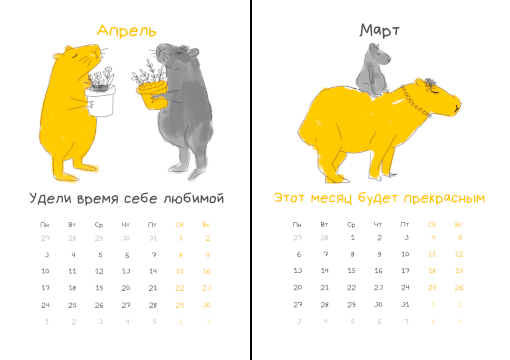 Апрель
Удели время себе любимой
Пн Вт Ср Чт Пт Сб Вс
27 28 29 30 31 1 2
3 4 5 6 7 8 9
10 11 12 13 14 15 16
17 18 19 20 21 22 23
24 25 26 27 28 29 30
1 2 3 4 5 6 7
Март
Этот месяц будет прекрасным
Пн Вт Ср Чт Пт Сб Вс
27 28 1 2 3 4 5
6 7 8 9 10 11 12
13 14 15 16 17 18 19
20 21 22 23 24 25 26
27 28 29 30 31 1 2
3 4 5 6 7 8 9